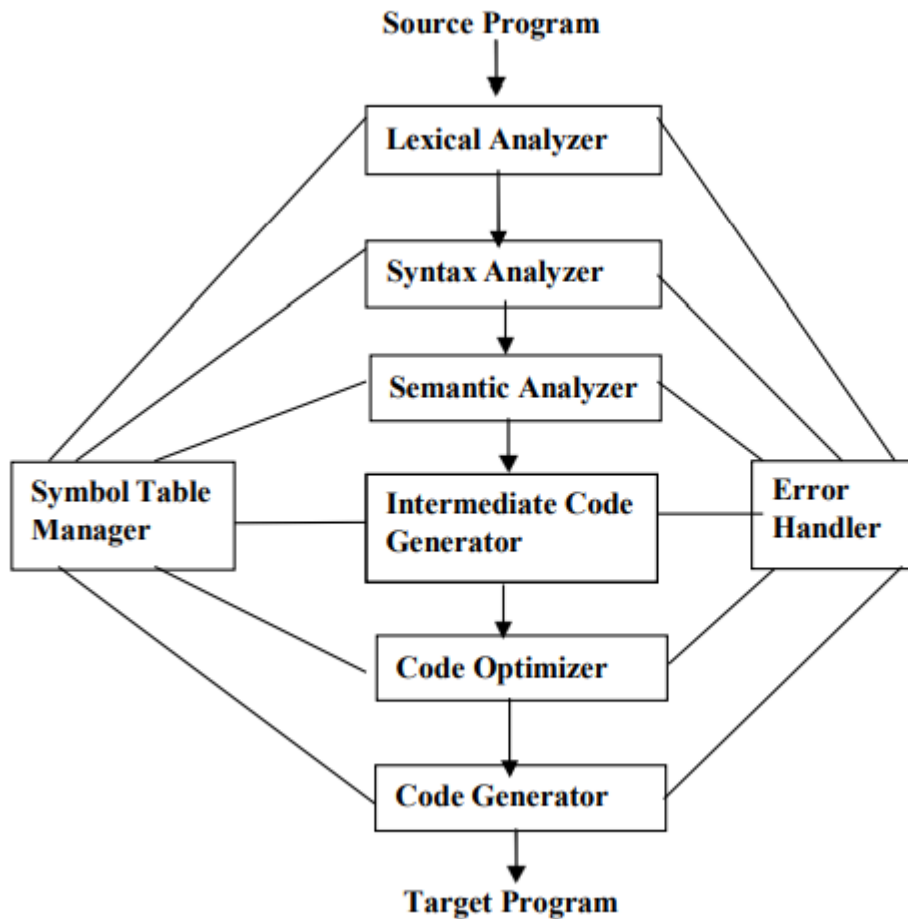 Source Program
Lexical Analyzer
Syntax Analyzer
Semantic Analyzer
Symbol Table
Manager
Intermediate Code
Generator
Error
Handler
Code Optimizer
Code Generator
Target Program